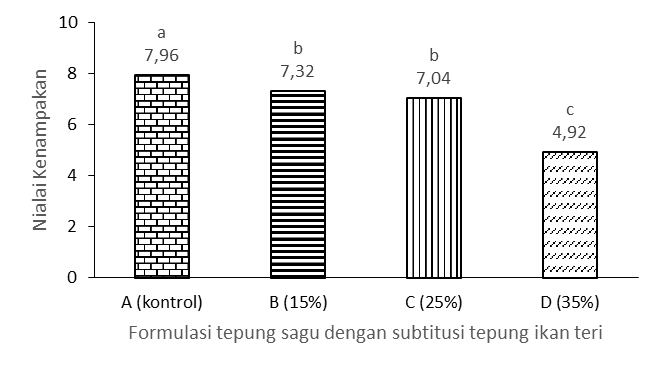 10
8
6
4
2
0
Nialai Kenampakan
a
7,96
b
7,32
b
7,04
c
4,92
A (kontrol)
B (15%)
C (25%)
D (35%)
Formulasi tepung sagu dengan subtitusi tepung ikan teri